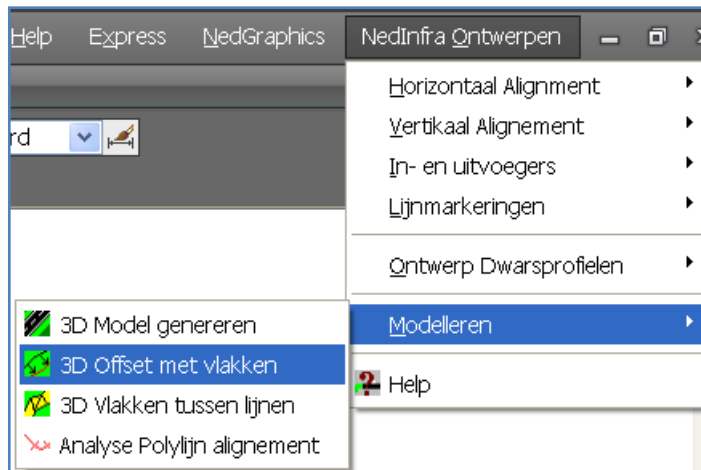 Help Express NedGraphics NedInfra Ontwerpen
rd
Horizontaal Alignment
Vertikaal Alignement
In- en uitvoegers
Lijnmarkeringen
Ontwerp Dwarsprofielen
Modelleren
Help
3D Model genereren
3D Offset met vlakken
3D Vlakken tussen lijnen
Analyse Polylijn alignement